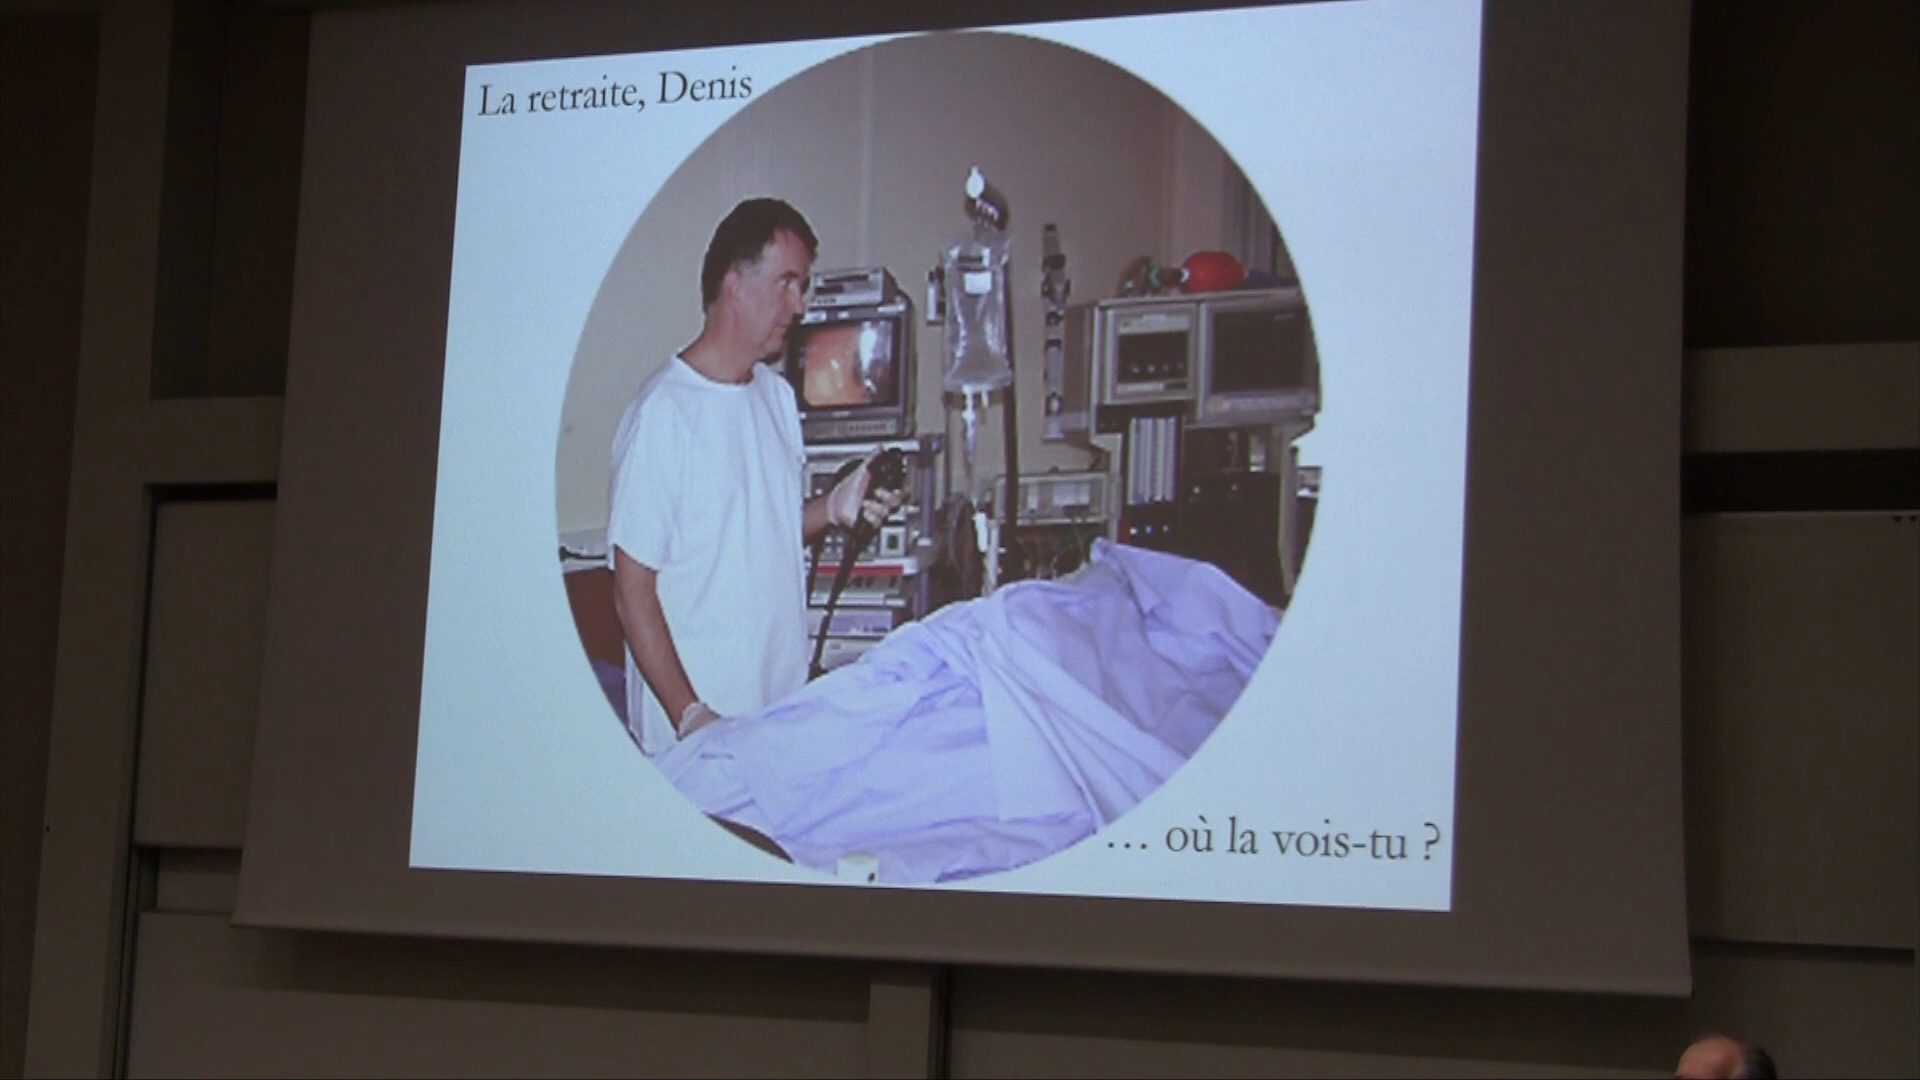 La retraite, Denis
… où la vois-tu ?